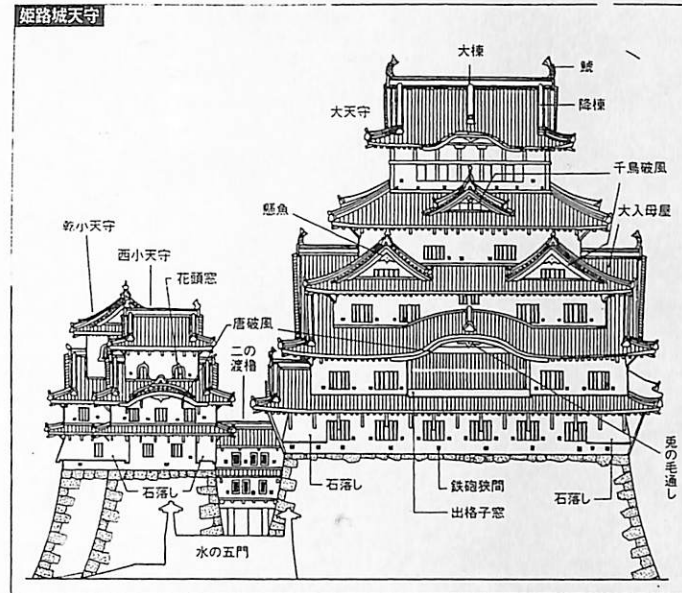 姫路城天守
大棟
鯱
大天守
降棟
千鳥破風
懸魚
大入母屋
乾小天守
西小天守
花頭窓
唐破風
二の
渡櫓
兎の毛通し
石落し
石落し
鉄砲狭間
石落し
出格子窓
水の五門